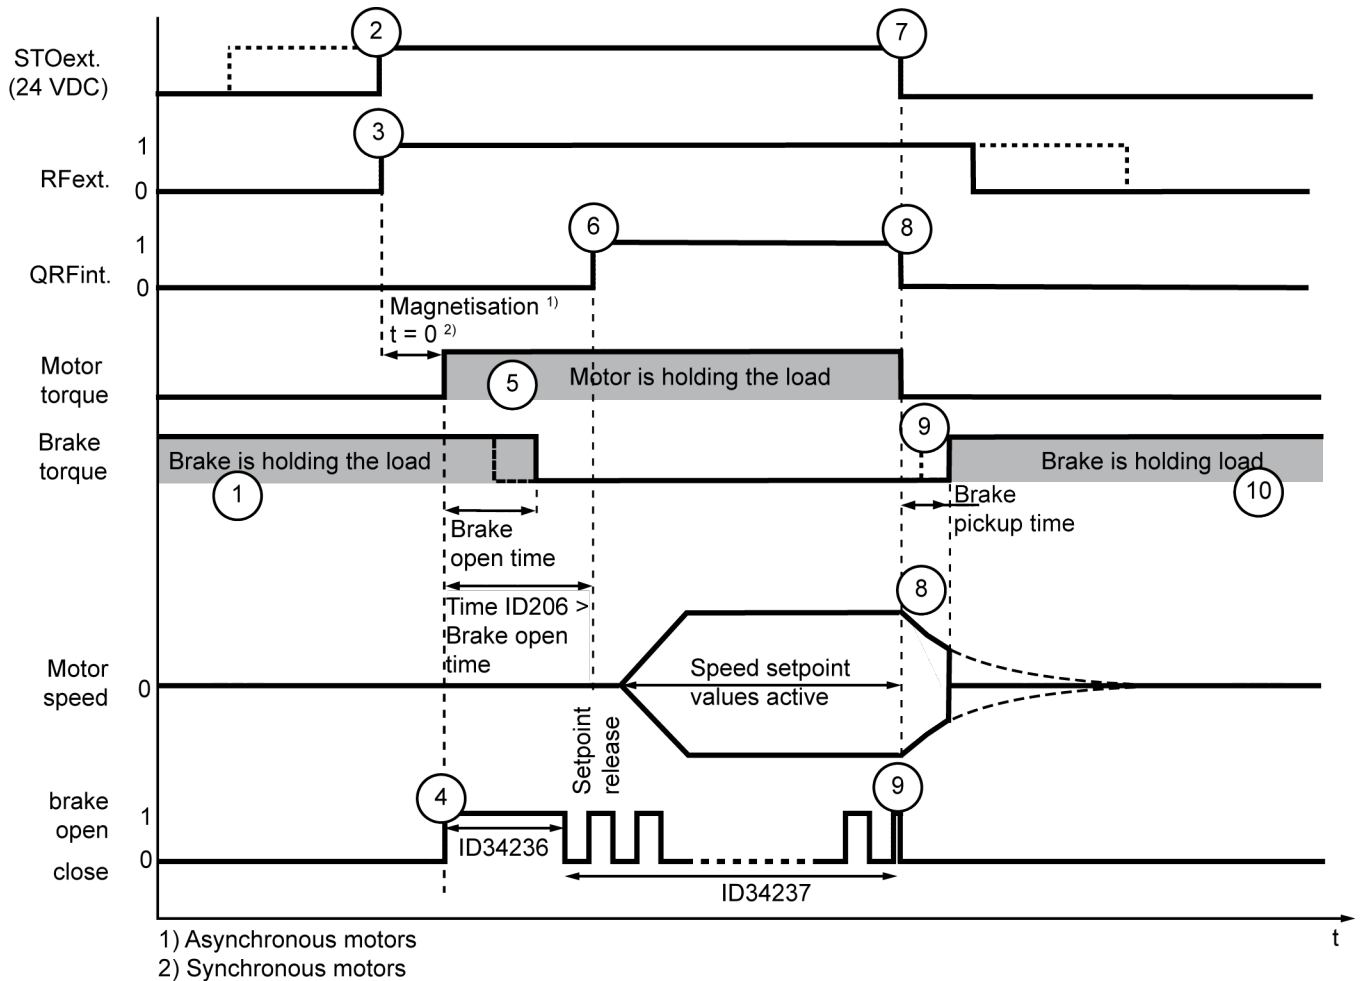 STOext.
(24 VDC)
2
7
RFext.
1
0
3
QRFint.
1
0
6
8
Magnetisation 1)
t = 0 2)
Motor
torque
5
Motor is holding the load
Brake
torque
Brake is holding the load
1
9
Brake is holding load
10
Brake
open time
Brake
pickup time
Time ID206 >
Brake open
time
8
Motor
speed
0
Speed setpoint
values active
Setpoint
release
brake
open
close
1
0
4
9
ID34236
ID34237
t
1) Asynchronous motors
2) Synchronous motors